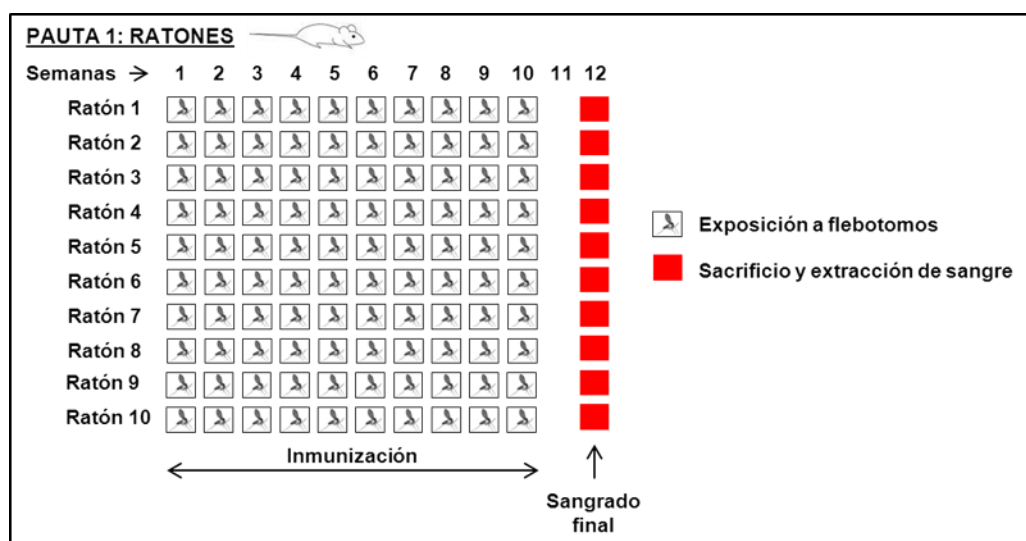 PAUTA 1: RATONES
Semanas → 1 2 3 4 5 6 7 8 9 10 11 12
Ratón 1
Ratón 2
Ratón 3
Ratón 4
Ratón 5
Ratón 6
Ratón 7
Ratón 8
Ratón 9
Ratón 10
Exposición a flebotomos
Sacrificio y extracción de sangre
Inmunización
Sangrado
final